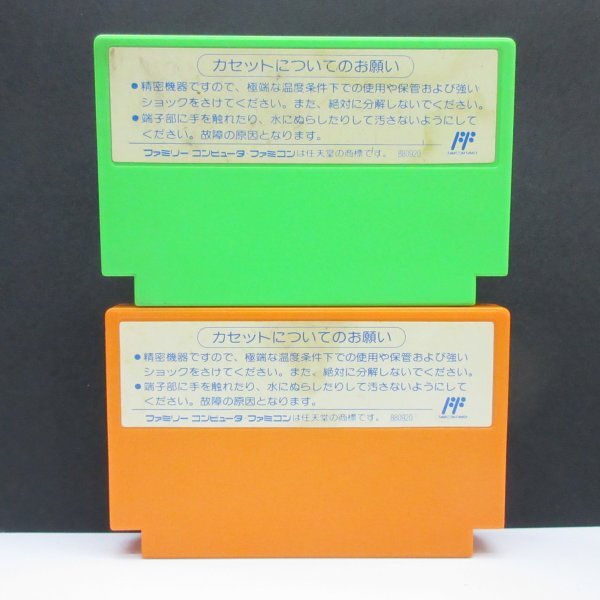 カセットについてのお願い
●精密機器ですので、極端な温度条件下での使用や保管および強い
ショックをさけてください。また、絶対に分解しないでください。
●端子部に手を触れたり、水にぬらしたりして汚さないようにして
ください。故障の原因となります。
ファミリー コンピュータ・ファミコンは任天堂の商標です。 880920
カセットについてのお願い
●精密機器ですので、極端な温度条件下での使用や保管および強い
ショックをさけてください。また、絶対に分解しないでください。
●端子部に手を触れたり、水にぬらしたりして汚さないようにして
ください。故障の原因となります。
ファミリー コンピュータ・ファミコンは任天堂の商標です。 880920